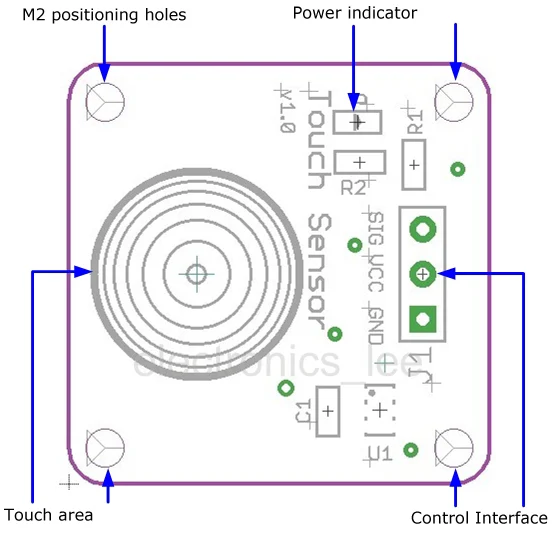 M2 positioning holes
Power indicator
Touch Sensor
v1.0
R1
R2
SIG
VCC
GND
J1
electronics_lee
C1
U1
Touch area
Control Interface